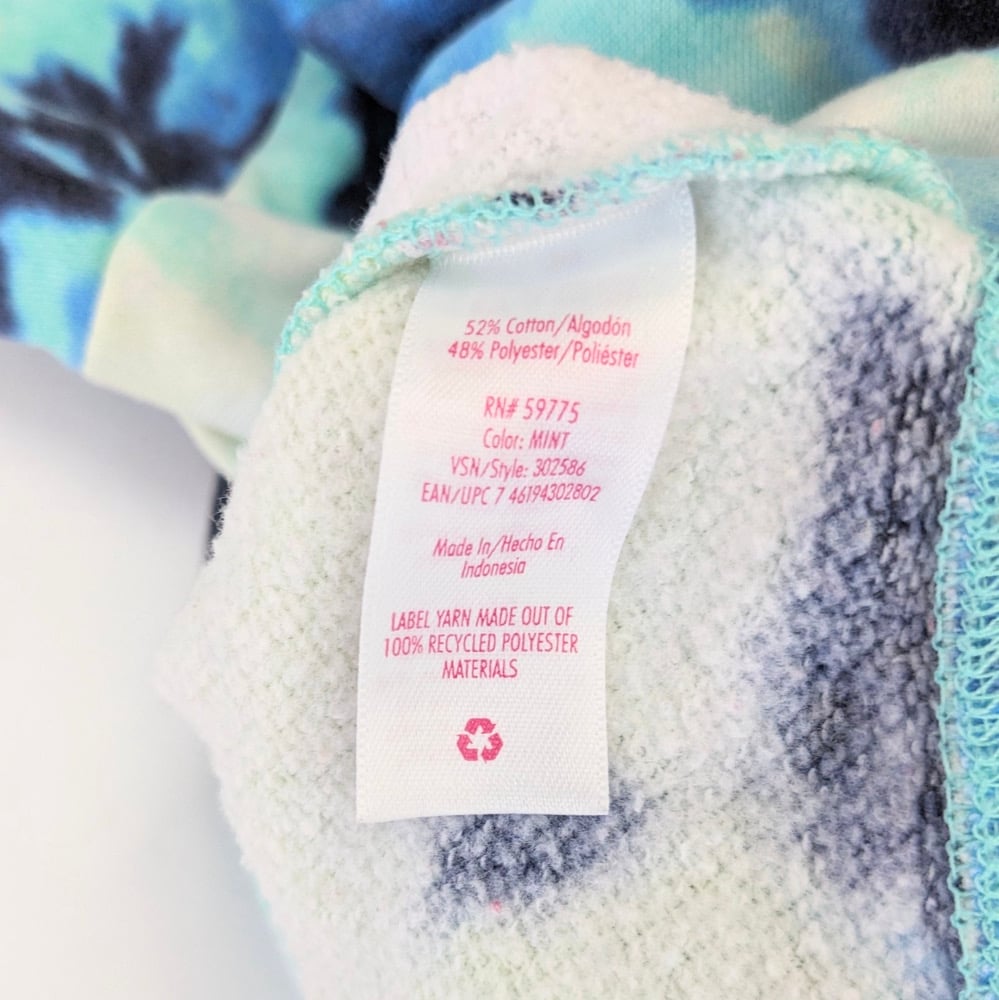 52% Cotton/Algodón
48% Polyester/Poliéster
RN# 59775
Color: MINT
VSN/Style: 302586
EAN/UPC 7 46194302802
Made In/Hecho En
Indonesia
LABEL YARN MADE OUT OF
100% RECYCLED POLYESTER
MATERIALS